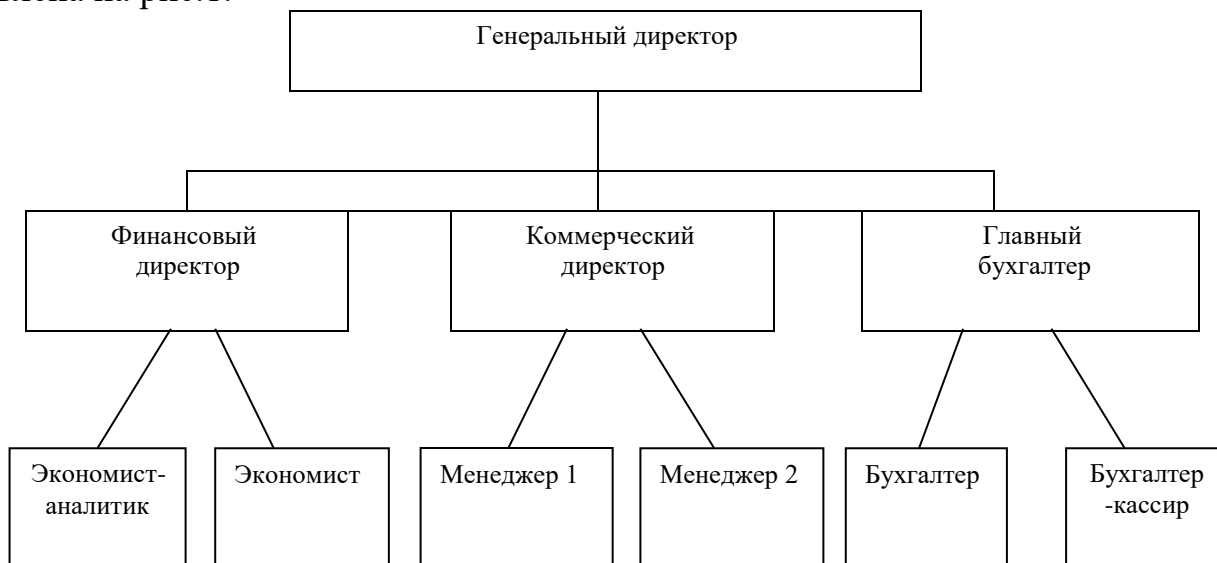 на рис.1.
Генеральный директор
Финансовый
директор
Коммерческий
директор
Главный
бухгалтер
Экономист-
аналитик
Экономист
Менеджер 1
Менеджер 2
Бухгалтер
Бухгалтер
-кассир